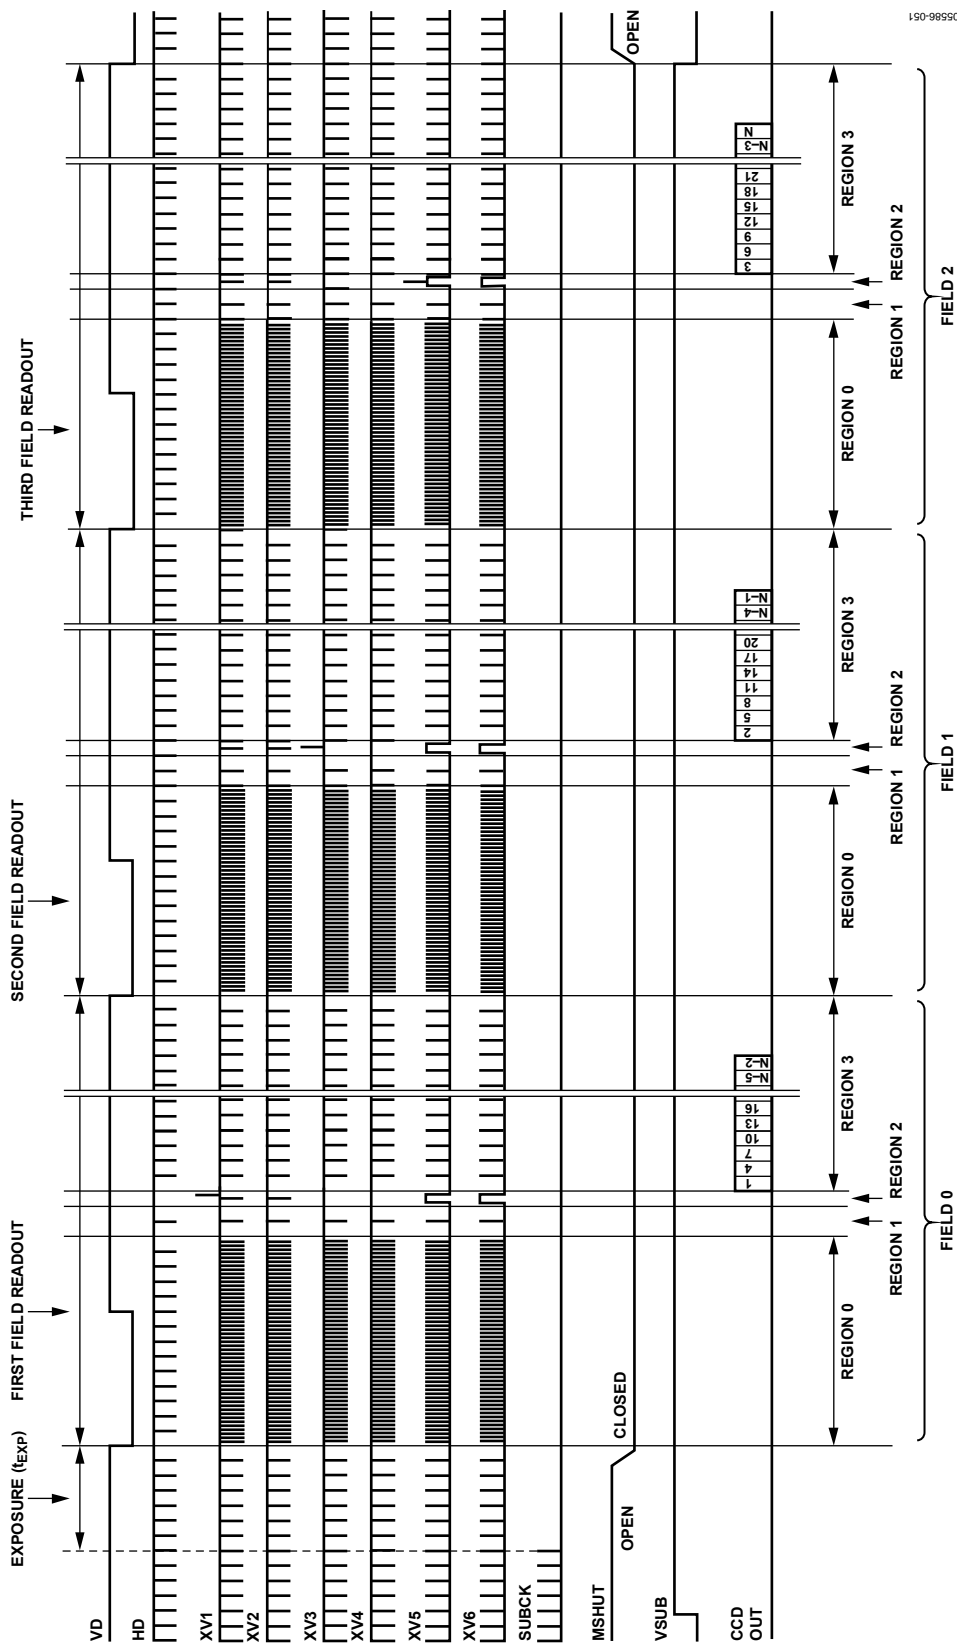 EXPOSURE (tEXP)
FIRST FIELD READOUT
SECOND FIELD READOUT
THIRD FIELD READOUT
VD
HD
XV1
XV2
XV3
XV4
XV5
XV6
SUBCK
MSHUT
OPEN
CLOSED
OPEN
VSUB
CCD
OUT
1 4 7 10 13 16 N–5 N–2
2 5 8 11 14 17 20 N–4 N–1
3 6 9 12 15 18 21 N–3 N
REGION 0
REGION 3
REGION 0
REGION 3
REGION 0
REGION 3
REGION 1
REGION 2
REGION 1
REGION 2
REGION 1
REGION 2
FIELD 0
FIELD 1
FIELD 2
05586-051